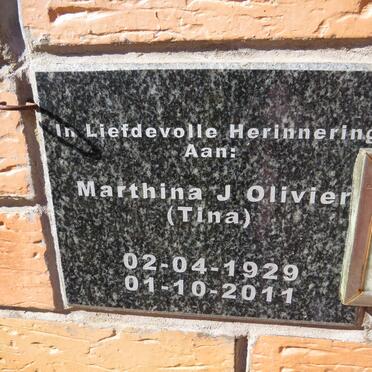 In Liefdevolle Herinnering
Aan:
Marthina J Olivier
(Tina)
02-04-1929
01-10-2011